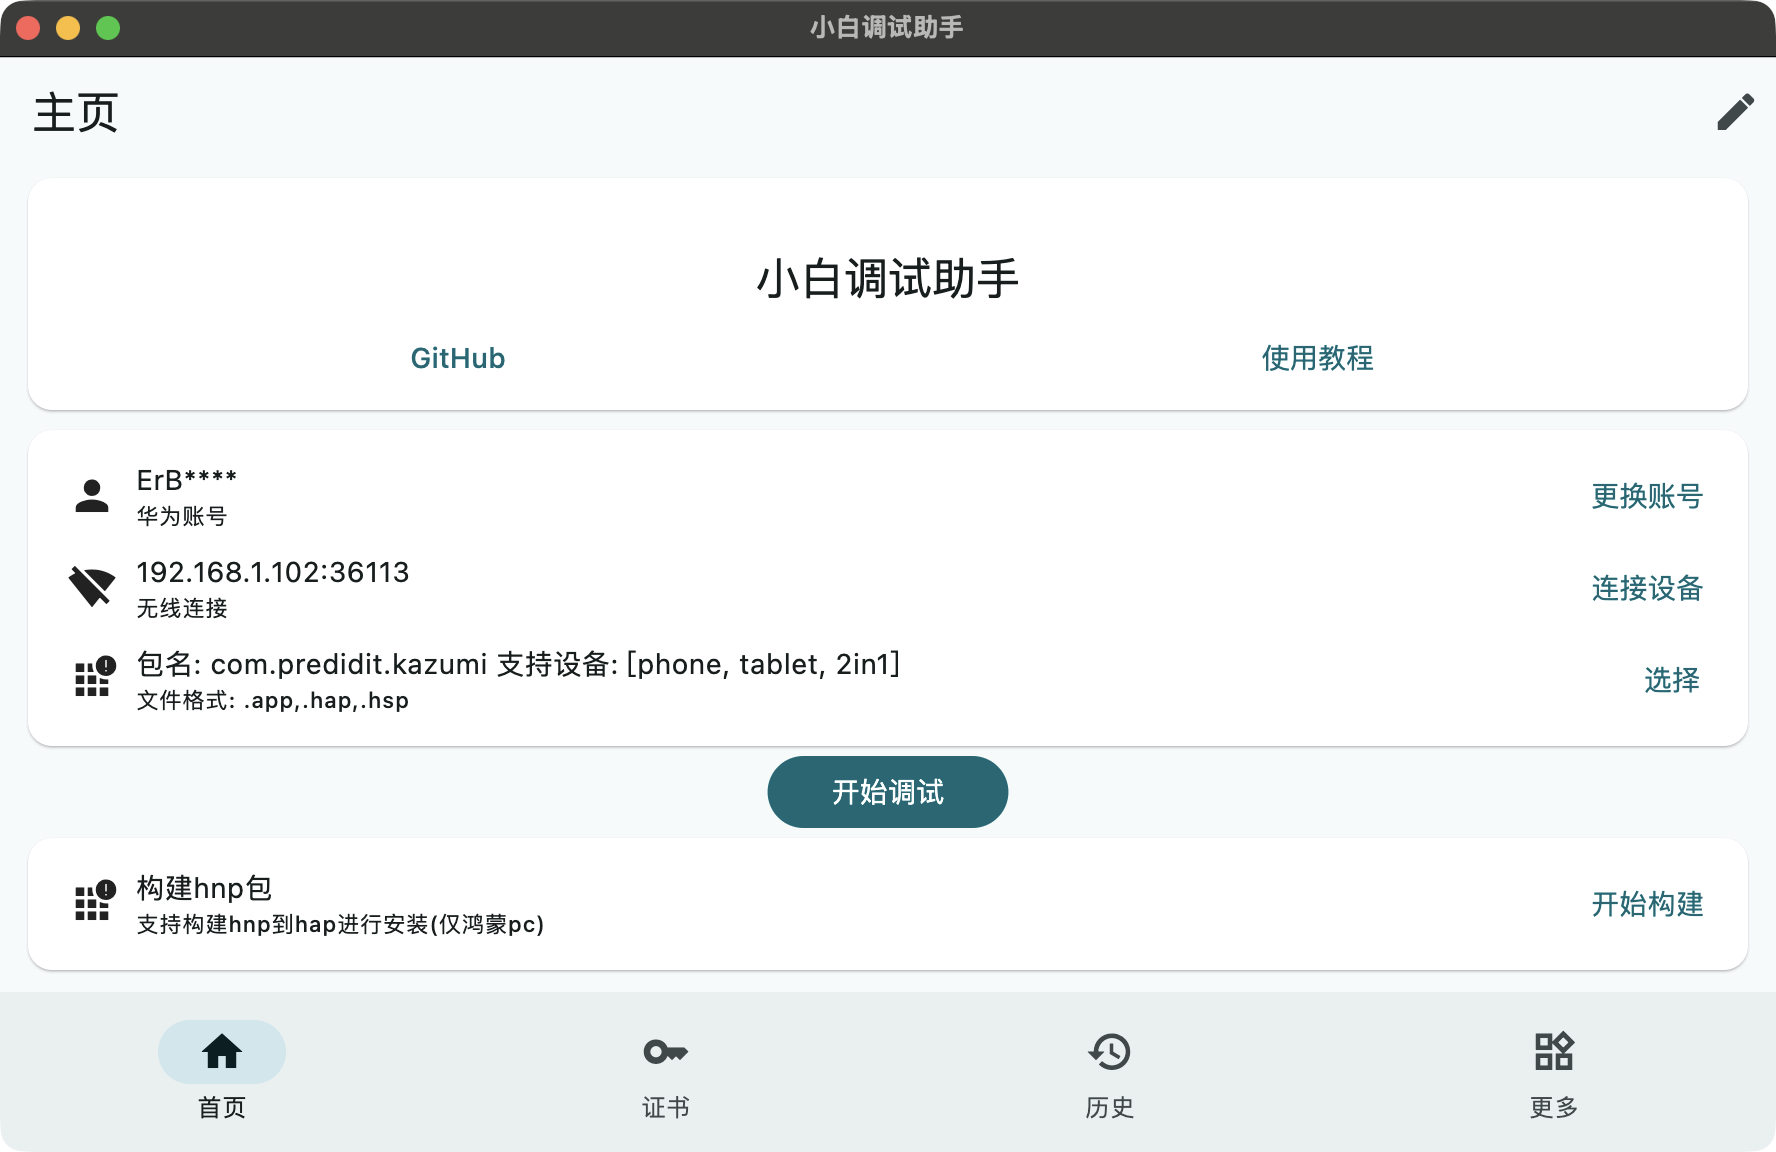 小白调试助手
主页
小白调试助手
GitHub
使用教程
ErB****
华为账号
更换账号
192.168.1.102:36113
无线连接
连接设备
包名: com.predidit.kazumi 支持设备: [phone, tablet, 2in1]
文件格式: .app,.hap,.hsp
选择
开始调试
构建hnp包
支持构建hnp到hap进行安装(仅鸿蒙pc)
开始构建
首页
证书
历史
更多